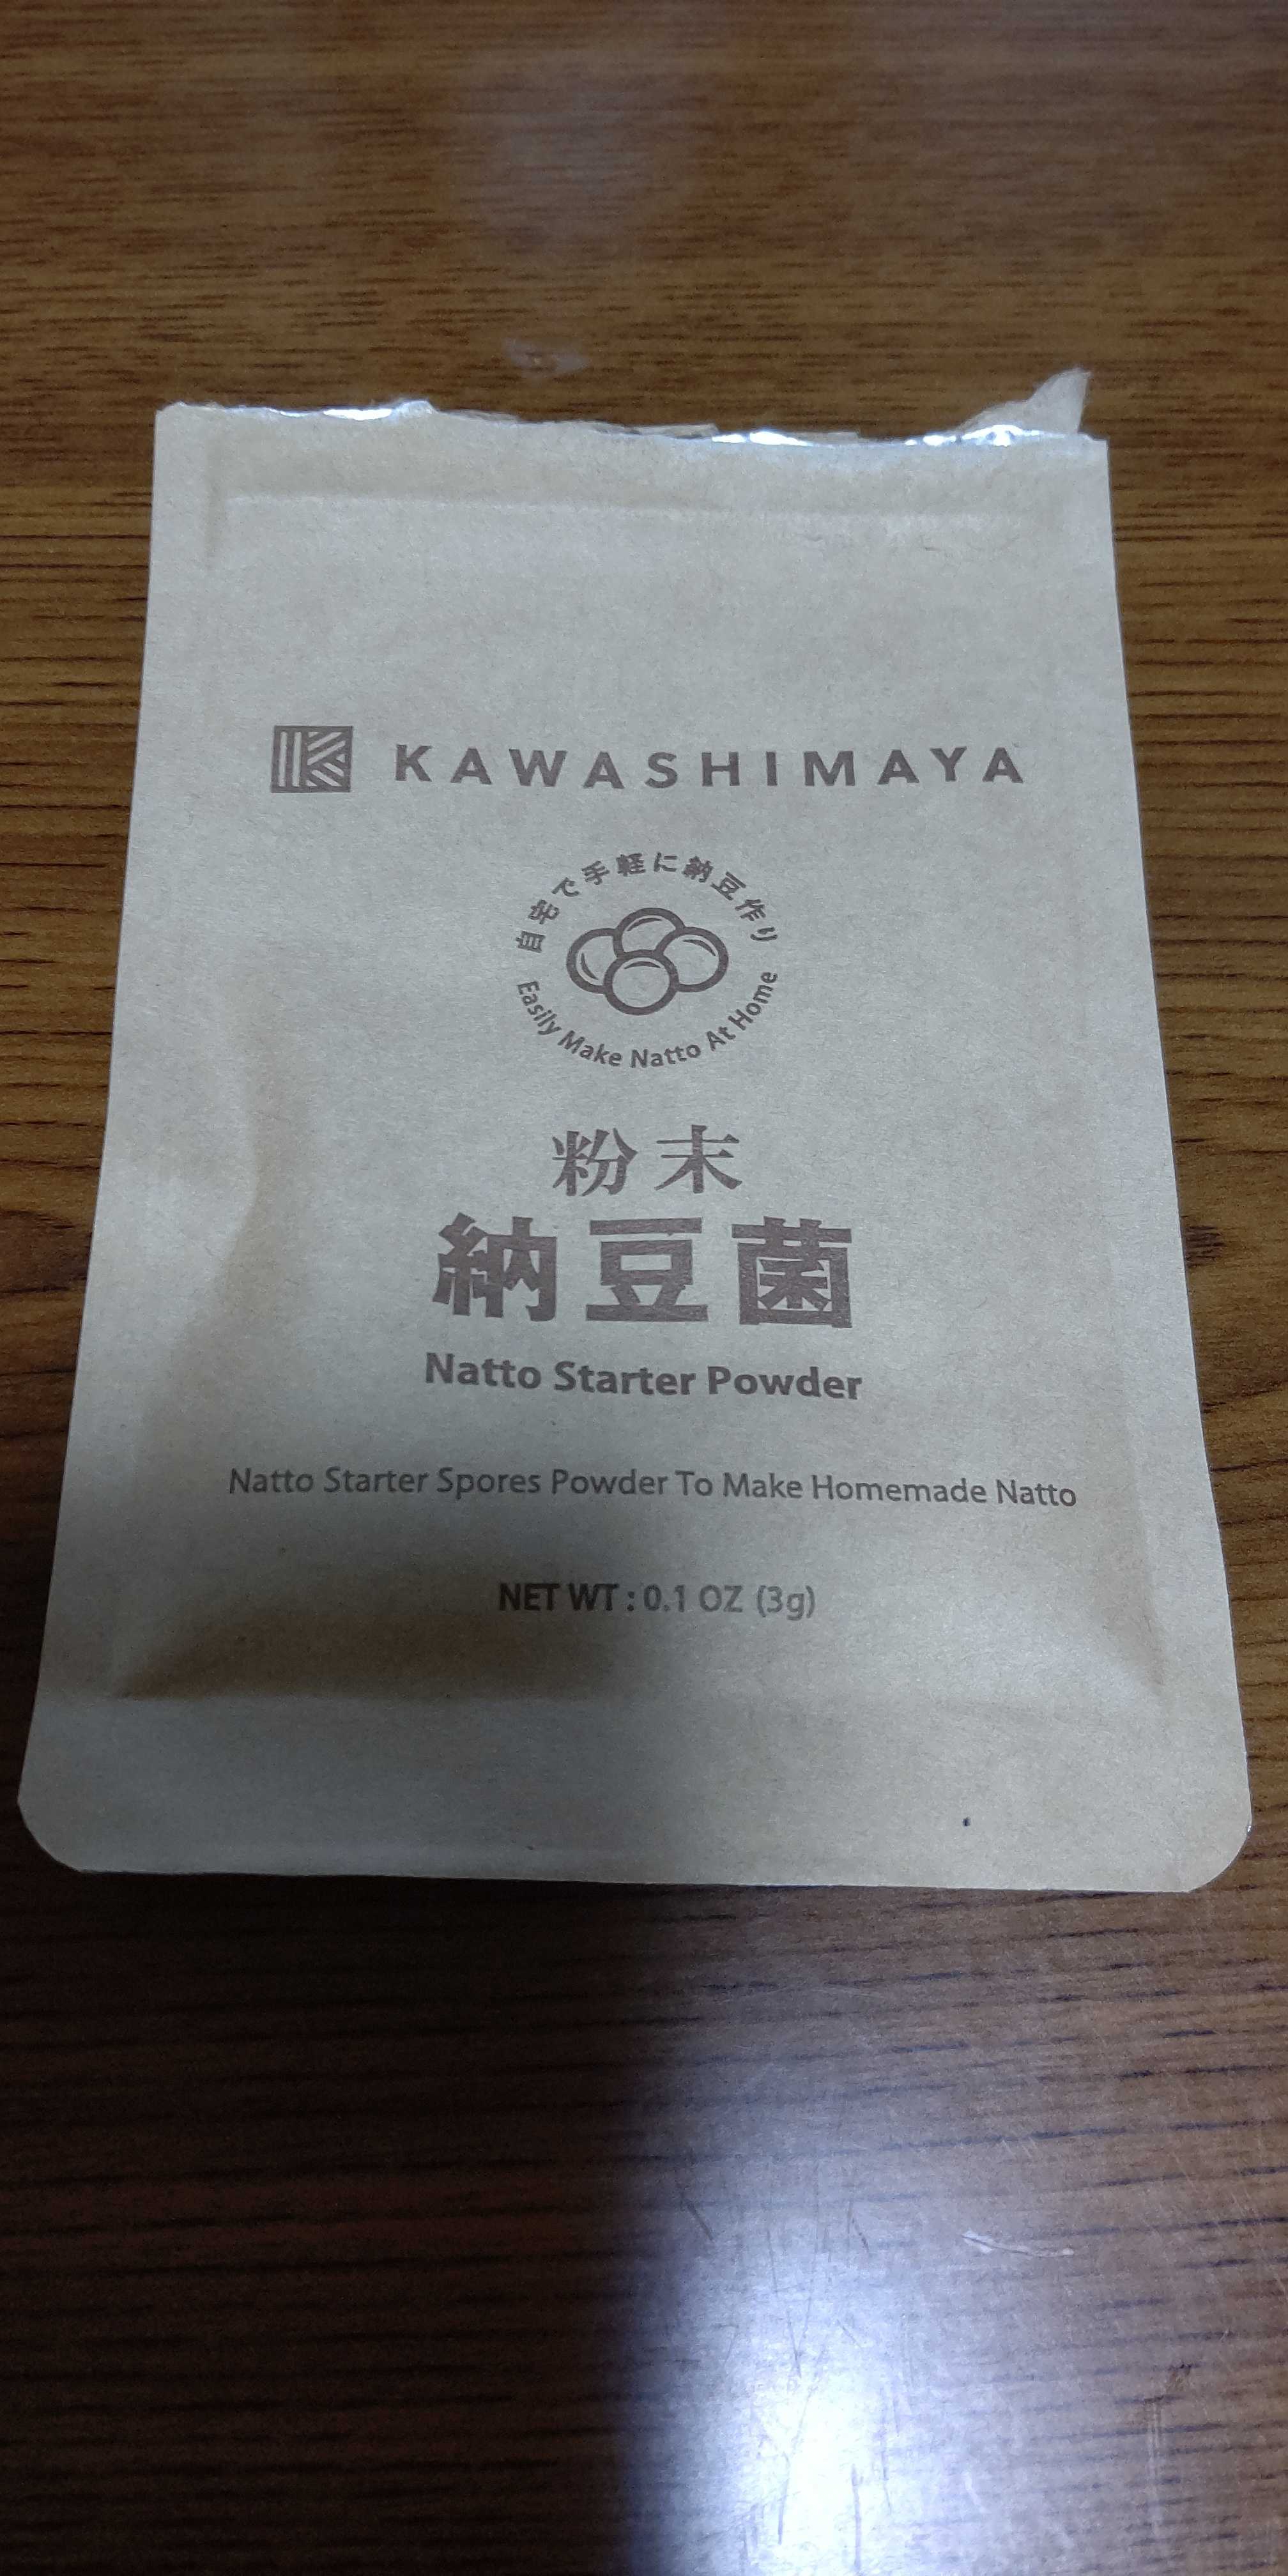 KAWASHIMAYA
自宅で手軽に納豆作り
Easily Make Natto At Home
粉末
納豆菌
Natto Starter Powder
Natto Starter Spores Powder To Make Homemade Natto
NET WT : 0.1 OZ (3g)